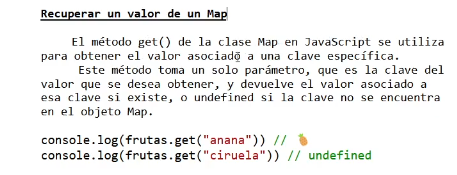 Recuperar un valor de un Map
El método get() de la clase Map en JavaScript se utiliza
para obtener el valor asociado a una clave específica.
Este método toma un solo parámetro, que es la clave del
valor que se desea obtener, y devuelve el valor asociado a
esa clave si existe, o undefined si la clave no se encuentra
en el objeto Map.
console.log(frutas.get("anana")) // 🍍
console.log(frutas.get("ciruela")) // undefined